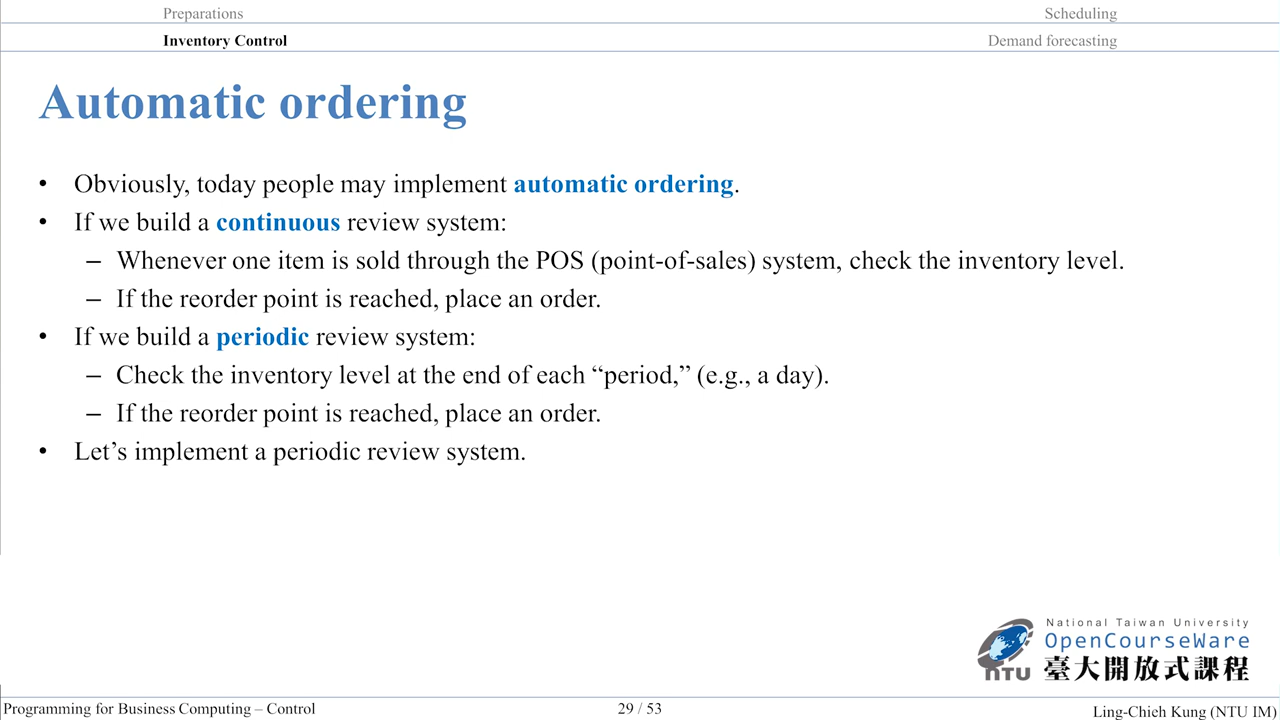 Preparations Scheduling
Inventory Control Demand forecasting
Automatic ordering
• Obviously, today people may implement automatic ordering.
• If we build a continuous review system:
– Whenever one item is sold through the POS (point-of-sales) system, check the inventory level.
– If the reorder point is reached, place an order.
• If we build a periodic review system:
– Check the inventory level at the end of each “period,” (e.g., a day).
– If the reorder point is reached, place an order.
• Let’s implement a periodic review system.
National Taiwan University
OpenCourseWare
NTU 臺大開放式課程
Programming for Business Computing – Control 29 / 53 Ling-Chieh Kung (NTU IM)